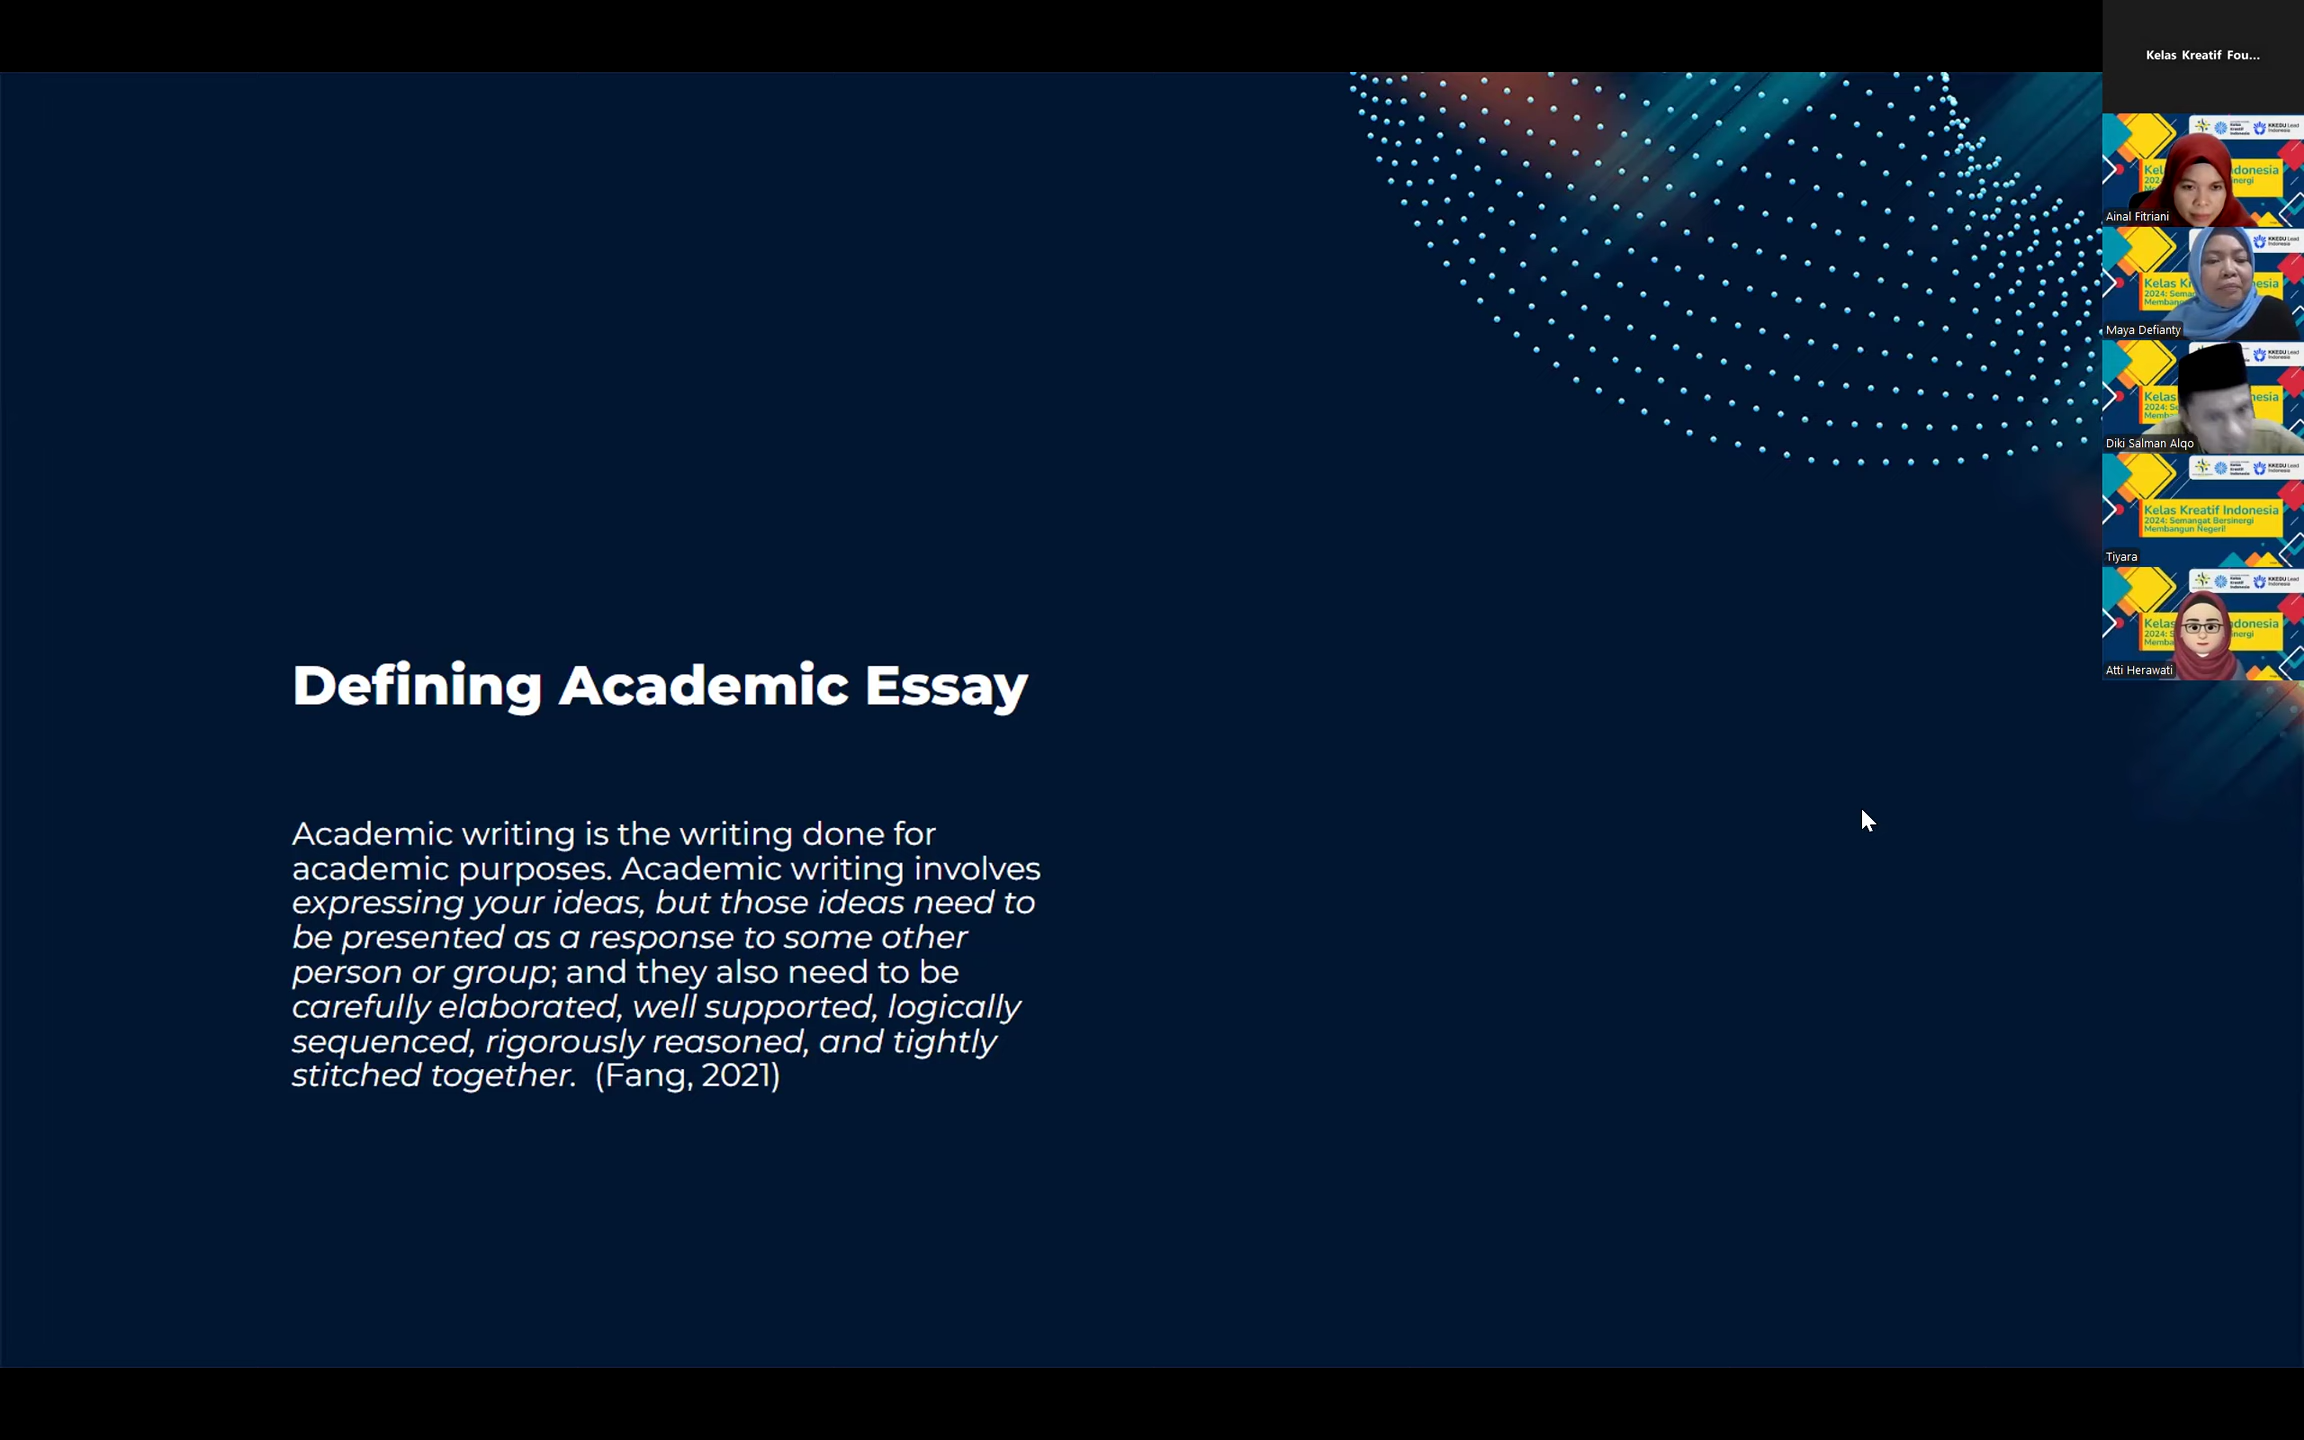 Kelas Kreatif Fou...
Defining Academic Essay
Academic writing is the writing done for
academic purposes. Academic writing involves
expressing your ideas, but those ideas need to
be presented as a response to some other
person or group; and they also need to be
carefully elaborated, well supported, logically
sequenced, rigorously reasoned, and tightly
stitched together. (Fang, 2021)
Ainal Fitriani
Maya Defianty
Diki Salman Alqo
Kelas Kreatif Indonesia
2024: Semangat Bersinergi
Membangun Negeri!
Tiyara
Atti Herawati